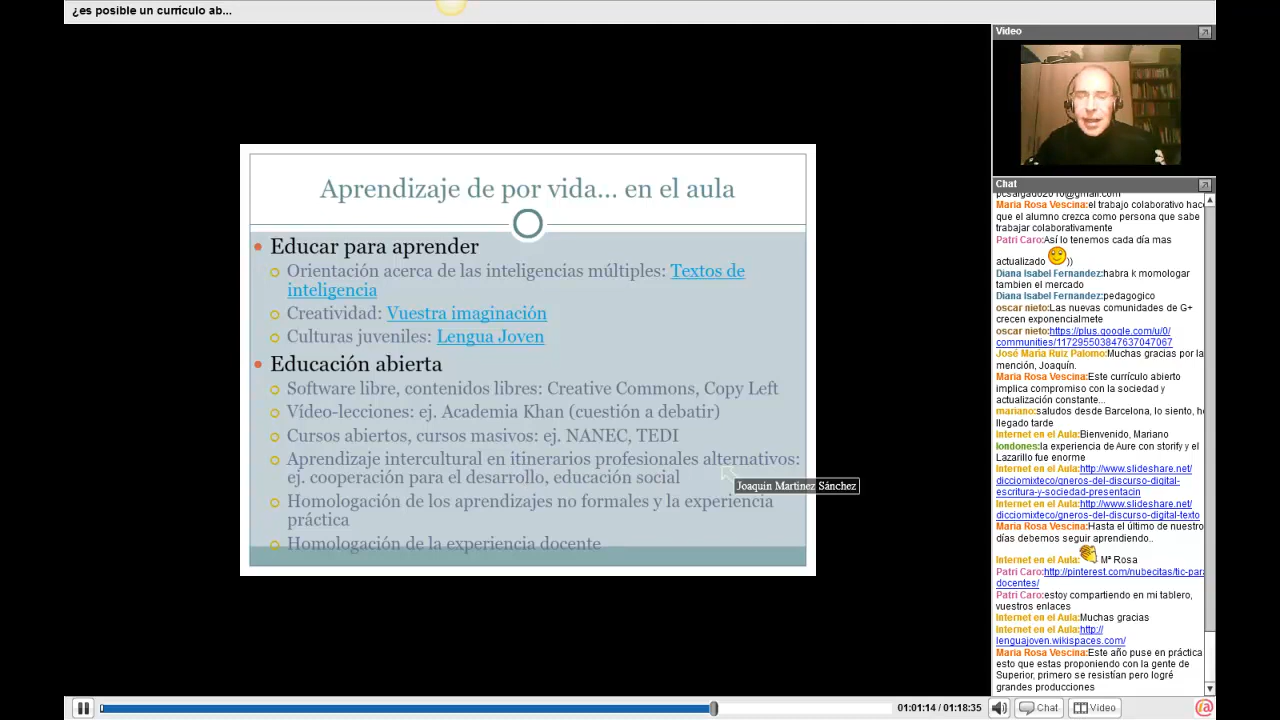 ¿es posible un curriculo ab...
Aprendizaje de por vida... en el aula
Educar para aprender
Orientación acerca de las inteligencias múltiples: Textos de
inteligencia
Creatividad: Vuestra imaginación
Culturas juveniles: Lengua Joven
Educación abierta
Software libre, contenidos libres: Creative Commons, Copy Left
Vídeo-lecciones: ej. Academia Khan (cuestión a debatir)
Cursos abiertos, cursos masivos: ej. NANEC, TEDI
Aprendizaje intercultural en itinerarios profesionales alternativos:
ej. cooperación para el desarrollo, educación social
Joaquin Martinez Sánchez
Homologación de los aprendizajes no formales y la experiencia
práctica
Homologación de la experiencia docente
Video
Chat
Maria Rosa Vescina:el trabajo colaborativo hace
que el alumno crezca como persona que sabe
trabajar colaborativamente
Patri Caro:Así lo tenemos cada día mas
actualizado ))
Diana Isabel Fernandez:habra k momologar
tambien el mercado
Diana Isabel Fernandez:pedagogico
oscar nieto:Las nuevas comunidades de G+
crecen exponencialmete
oscar nieto:https://plus.google.com/u/0/
communities/117295503847637047067
José María Ruiz Palomo:Muchas gracias por la
mención, Joaquín.
Maria Rosa Vescina:Este currículo abierto
implica compromiso con la sociedad y
actualización constante...
mariano:saludos desde Barcelona, lo siento, he
llegado tarde
Internet en el Aula:Bienvenido, Mariano
londones:la experiencia de Aure con storify y el
Lazarillo fue enorme
Internet en el Aula:http://www.slideshare.net/
dicciomixteco/gneros-del-discurso-digital-
escritura-y-sociedad-presentacin
Internet en el Aula:http://www.slideshare.net/
dicciomixteco/gneros-del-discurso-digital-texto
Maria Rosa Vescina:Hasta el último de nuestros
días debemos seguir aprendiendo..
Internet en el Aula: Mª Rosa
Patri Caro:http://pinterest.com/nubecitas/tic-para-
docentes/
Patri Caro:estoy compartiendo en mi tablero,
vuestros enlaces
Internet en el Aula:Muchas gracias
Internet en el Aula:http://
lenguajoven.wikispaces.com/
Maria Rosa Vescina:Este año puse en práctica
esto que estas proponiendo con la gente de
Superior, primero se resistían pero logré
grandes producciones
01:01:14 / 01:18:35
Chat
Video